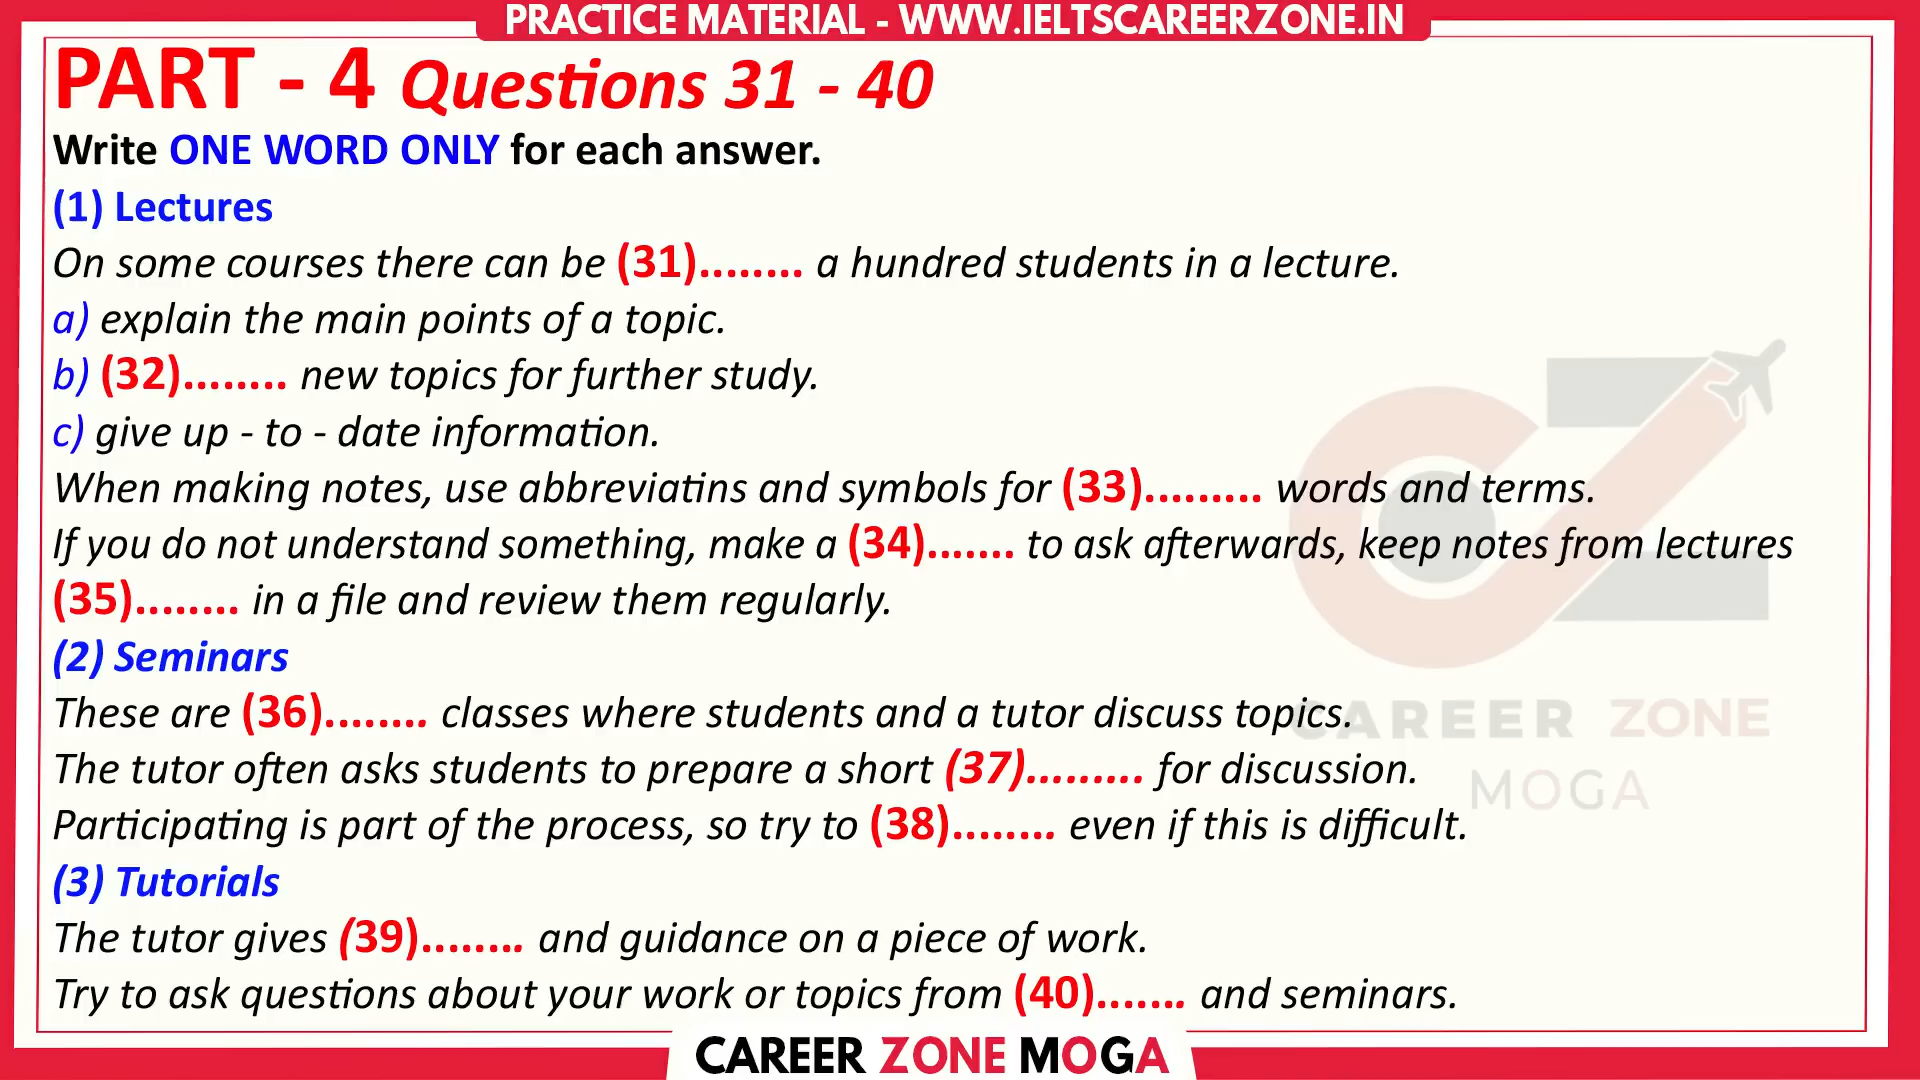 PRACTICE MATERIAL - WWW.IELTSCAREERZONE.IN
PART - 4 Questions 31 - 40
Write ONE WORD ONLY for each answer.
(1) Lectures
On some courses there can be (31)........ a hundred students in a lecture.
a) explain the main points of a topic.
b) (32)........ new topics for further study.
c) give up - to - date information.
When making notes, use abbreviatins and symbols for (33)......... words and terms.
If you do not understand something, make a (34)....... to ask afterwards, keep notes from lectures
(35)........ in a file and review them regularly.
(2) Seminars
These are (36)........ classes where students and a tutor discuss topics.
The tutor often asks students to prepare a short (37)......... for discussion.
Participating is part of the process, so try to (38)........ even if this is difficult.
(3) Tutorials
The tutor gives (39)........ and guidance on a piece of work.
Try to ask questions about your work or topics from (40)....... and seminars.
CAREER ZONE
MOGA
CAREER ZONE MOGA